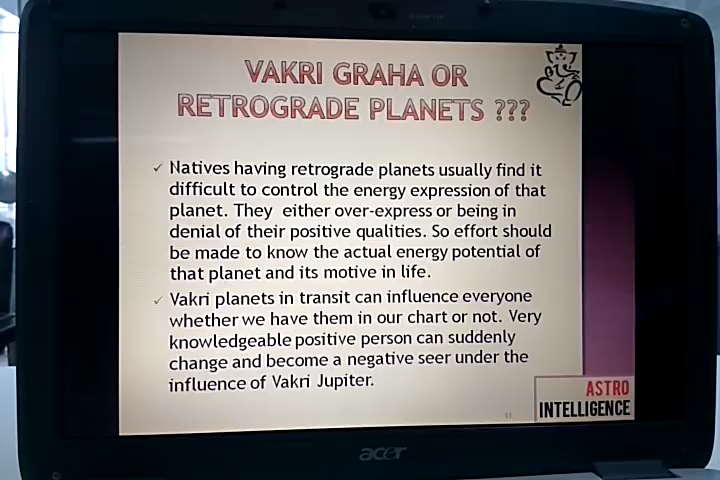 VAKRI GRAHA OR
RETROGRADE PLANETS ???
✓ Natives having retrograde planets usually find it
difficult to control the energy expression of that
planet. They either over-express or being in
denial of their positive qualities. So effort should
be made to know the actual energy potential of
that planet and its motive in life.
✓ Vakri planets in transit can influence everyone
whether we have them in our chart or not. Very
knowledgeable positive person can suddenly
change and become a negative seer under the
influence of Vakri Jupiter.
11
ASTRO
INTELLIGENCE
acer